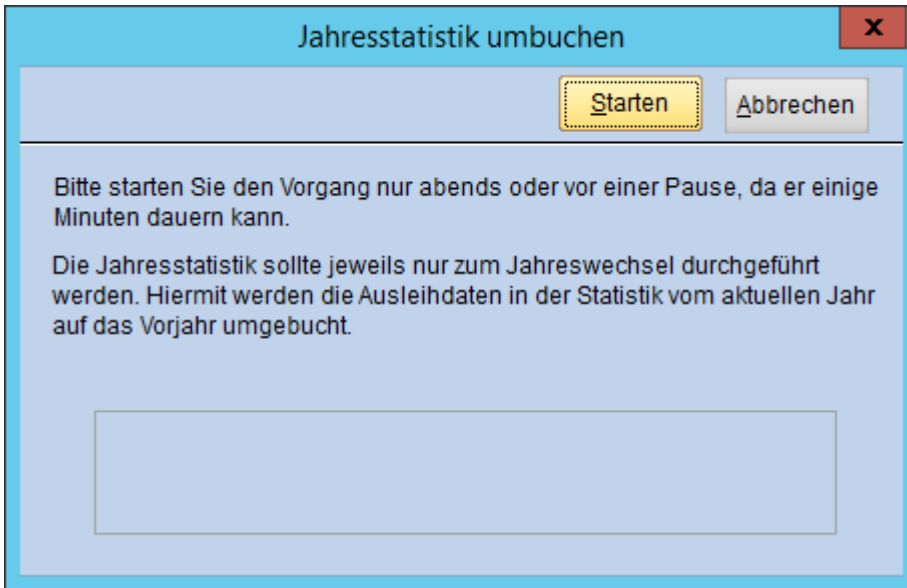 Jahresstatistik umbuchen
x
Starten
Abbrechen
Bitte starten Sie den Vorgang nur abends oder vor einer Pause, da er einige
Minuten dauern kann.
Die Jahresstatistik sollte jeweils nur zum Jahreswechsel durchgeführt
werden. Hiermit werden die Ausleihdaten in der Statistik vom aktuellen Jahr
auf das Vorjahr umgebucht.